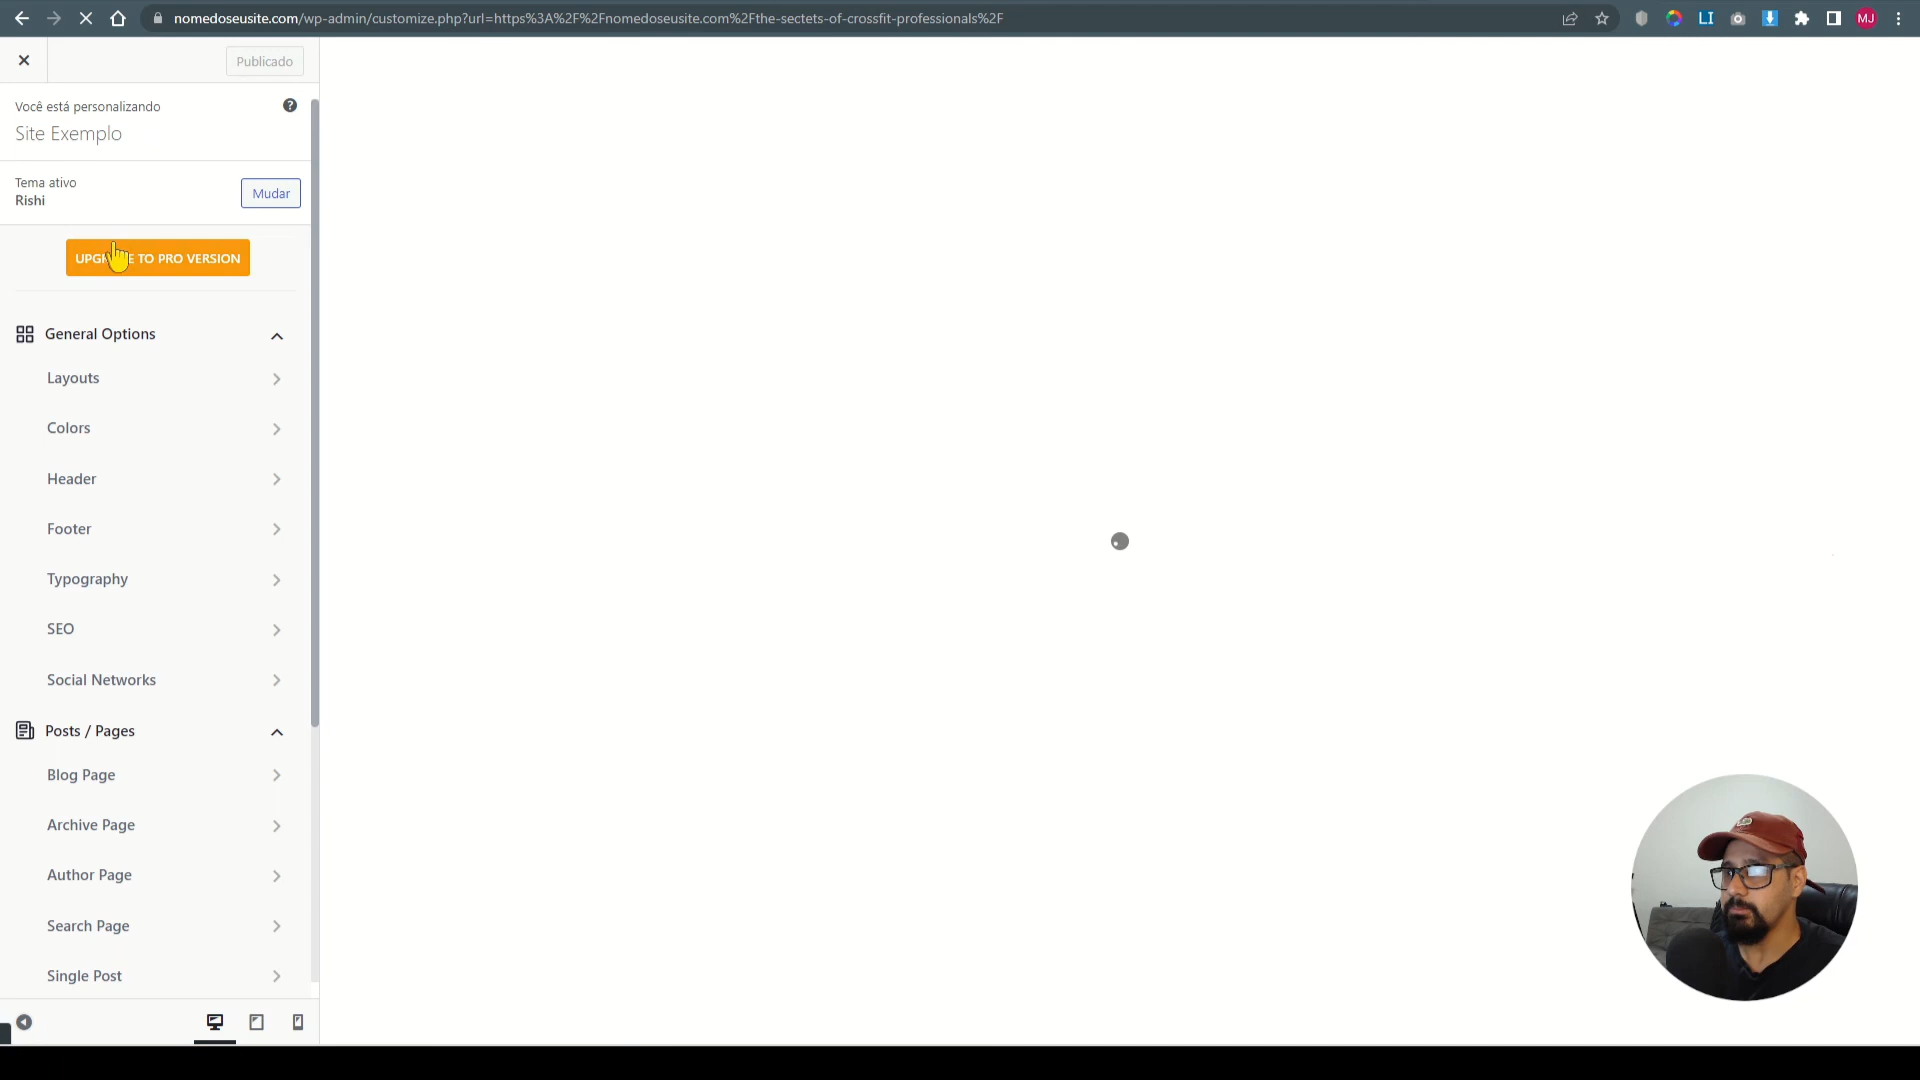 nomedoseusite.com/wp-admin/customize.php?url=https%3A%2F%2Fnomedoseusite.com%2Fthe-sectets-of-crossfit-professionals%2F
LI
MJ
Publicado
Você está personalizando
Site Exemplo
Tema ativo
Rishi
Mudar
TO PRO VERSION
General Options
Layouts
Colors
Header
Footer
Typography
SEO
Social Networks
Posts / Pages
Blog Page
Archive Page
Author Page
Search Page
Single Post